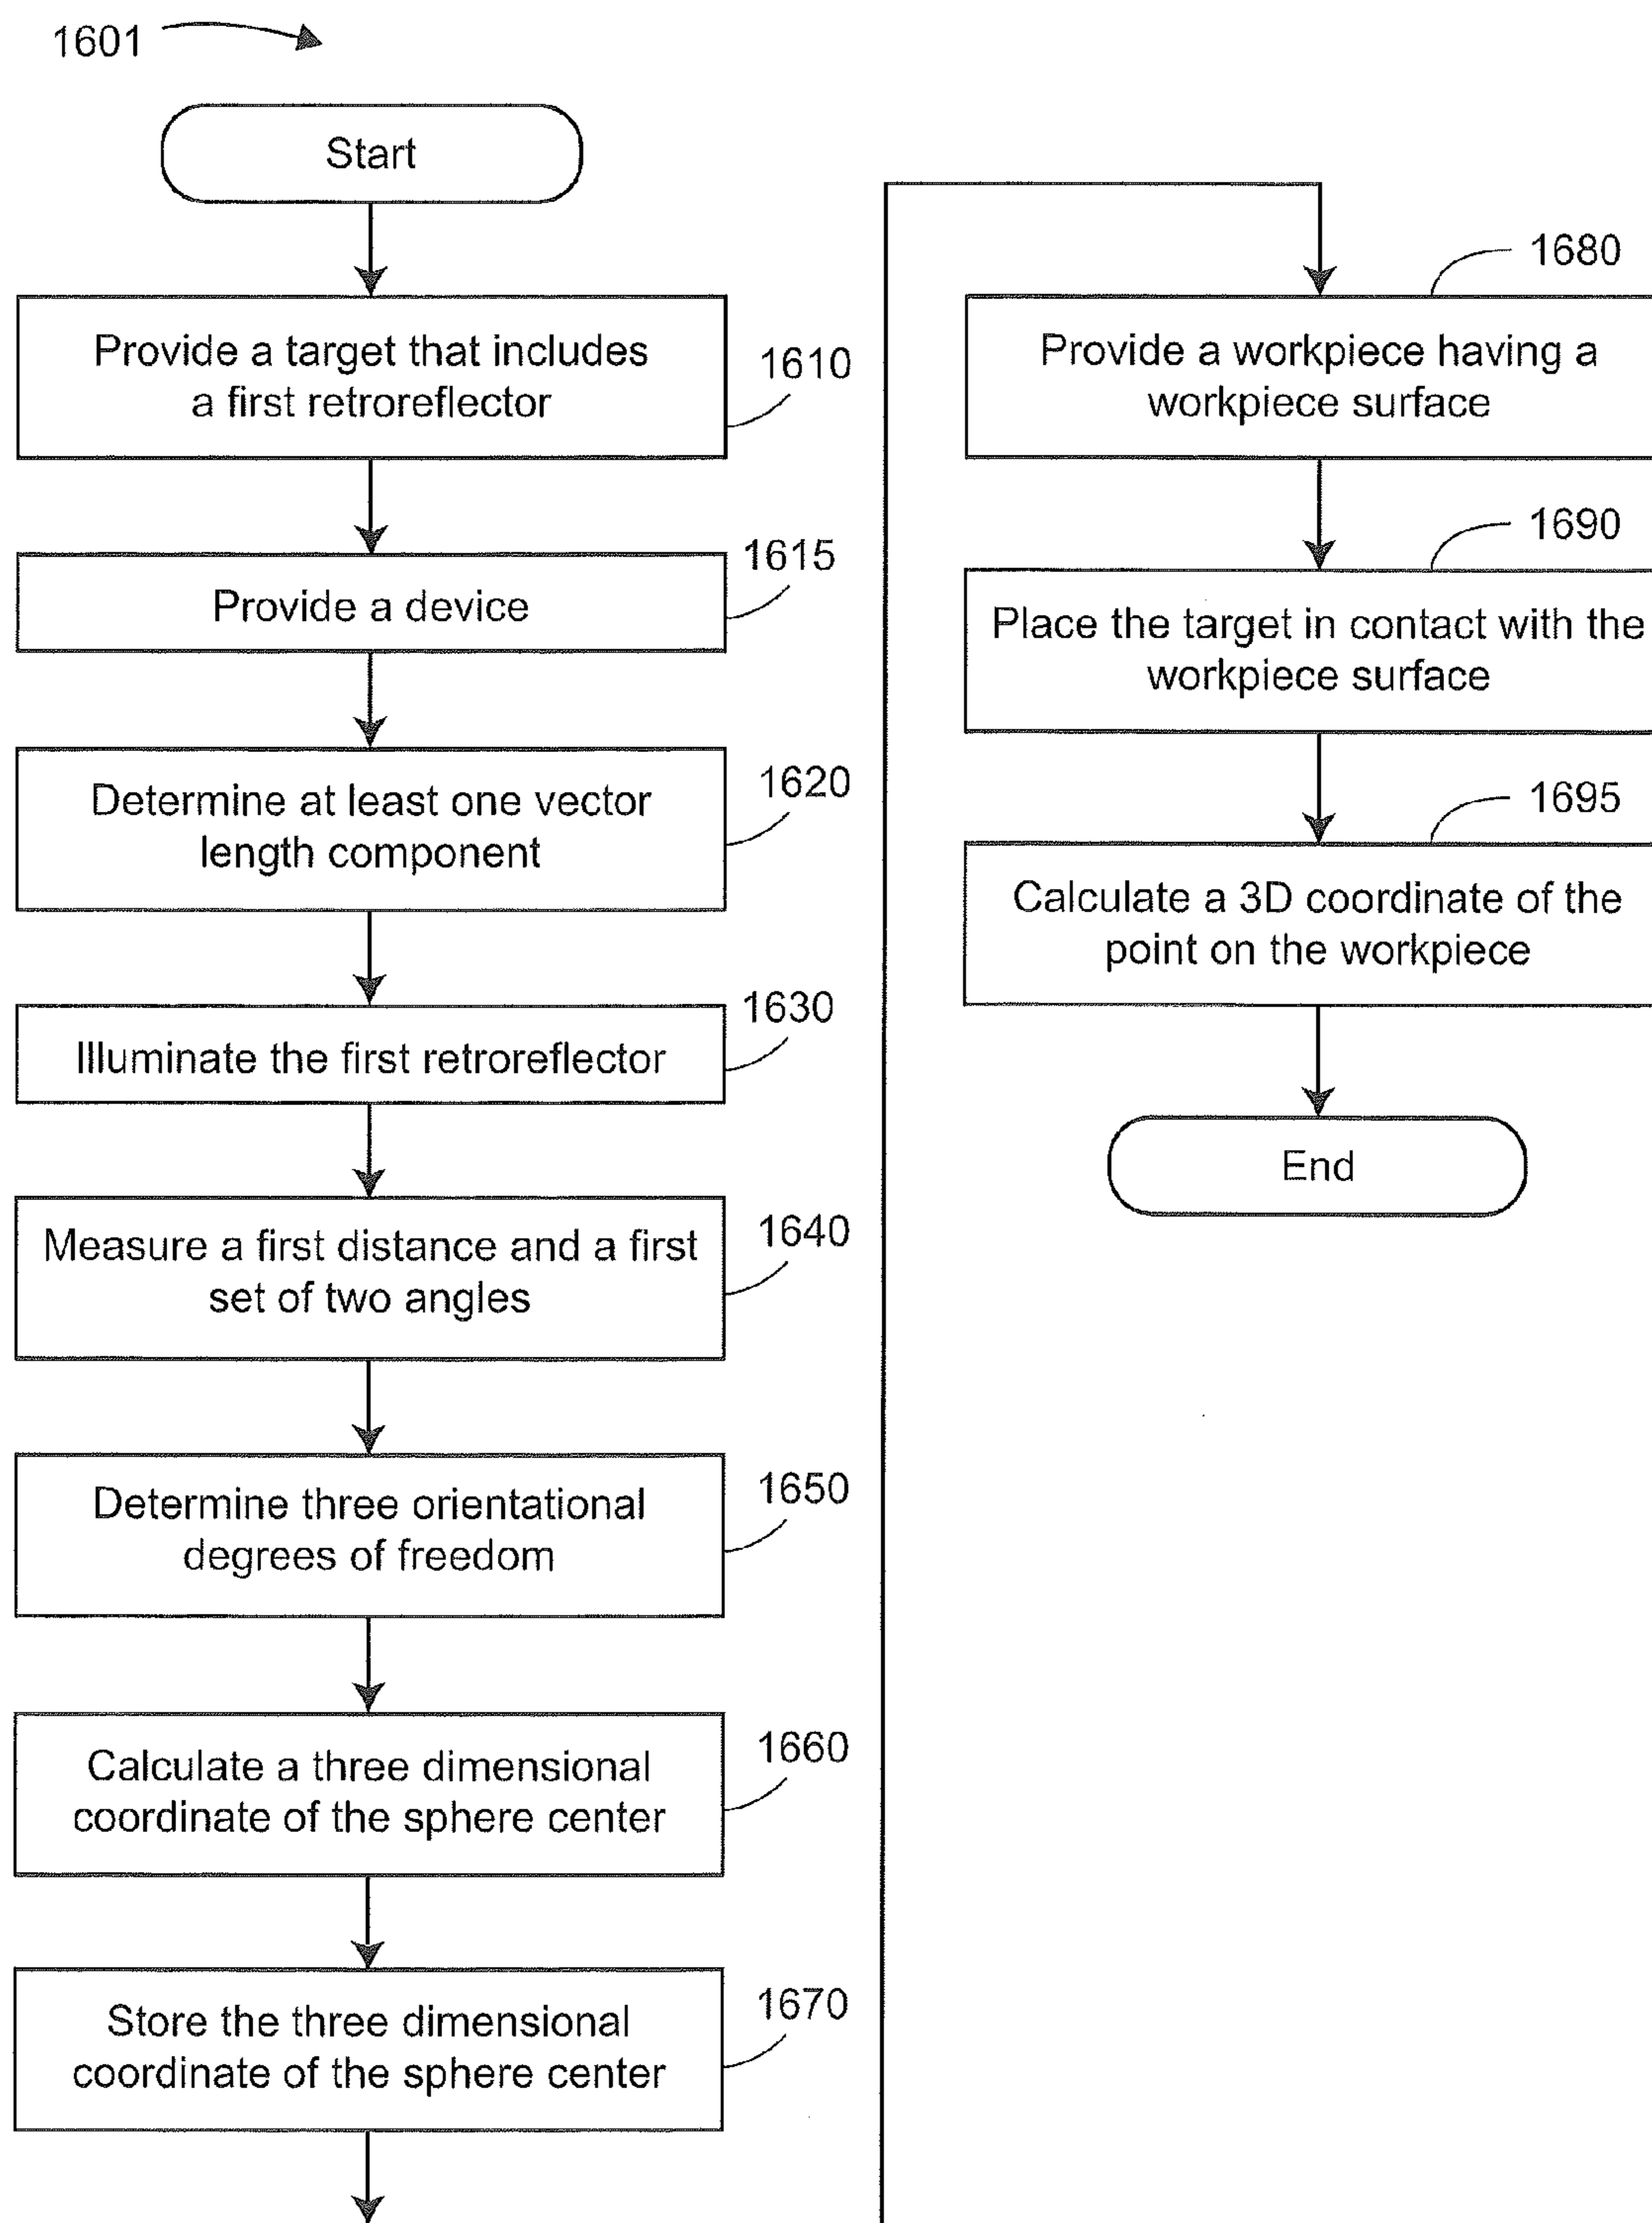 1601
Start
Provide a target that includes
a first retroreflector
1610
Provide a device
1615
Determine at least one vector
length component
1620
Illuminate the first retroreflector
1630
Measure a first distance and a first
set of two angles
1640
Determine three orientational
degrees of freedom
1650
Calculate a three dimensional
coordinate of the sphere center
1660
Store the three dimensional
coordinate of the sphere center
1670
1680
Provide a workpiece having a
workpiece surface
1690
Place the target in contact with the
workpiece surface
1695
Calculate a 3D coordinate of the
point on the workpiece
End